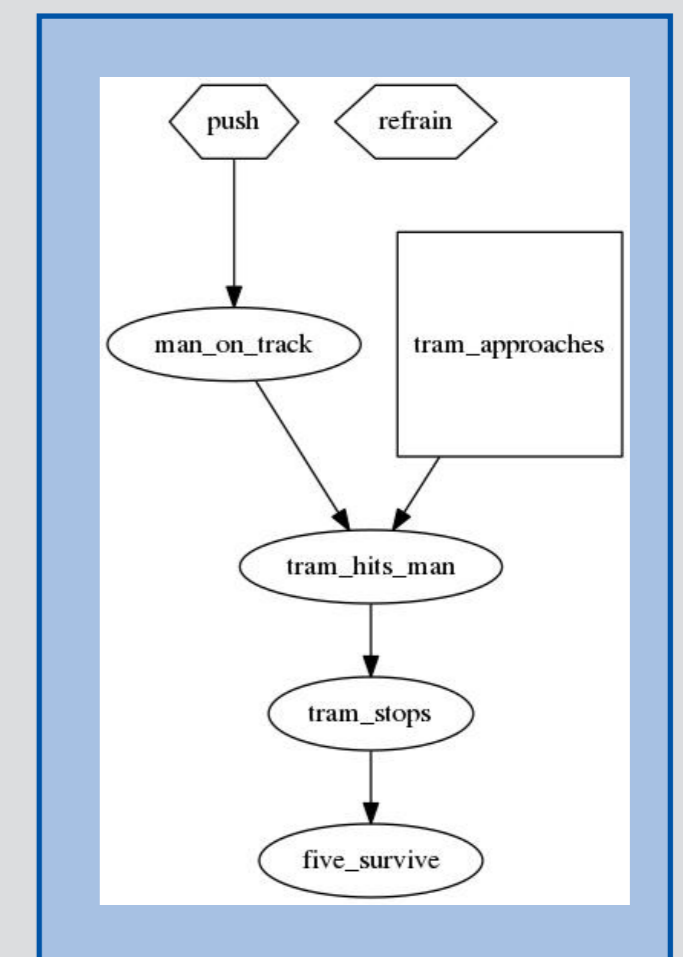 push
refrain
man_on_track
tram_approaches
tram_hits_man
tram_stops
five_survive